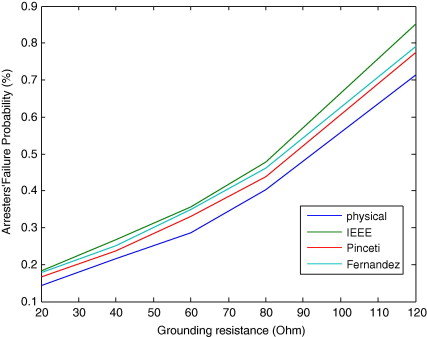 0.9
0.8
0.7
0.6
0.5
0.4
0.3
0.2
0.1
Arresters'Failure Probability (%)
physical
IEEE
Pinceti
Fernandez
20 30 40 50 60 70 80 90 100 110 120
Grounding resistance (Ohm)